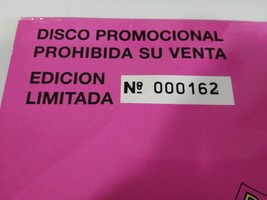 DISCO PROMOCIONAL
PROHIBIDA SU VENTA
EDICION
LIMITADA Nº 000162